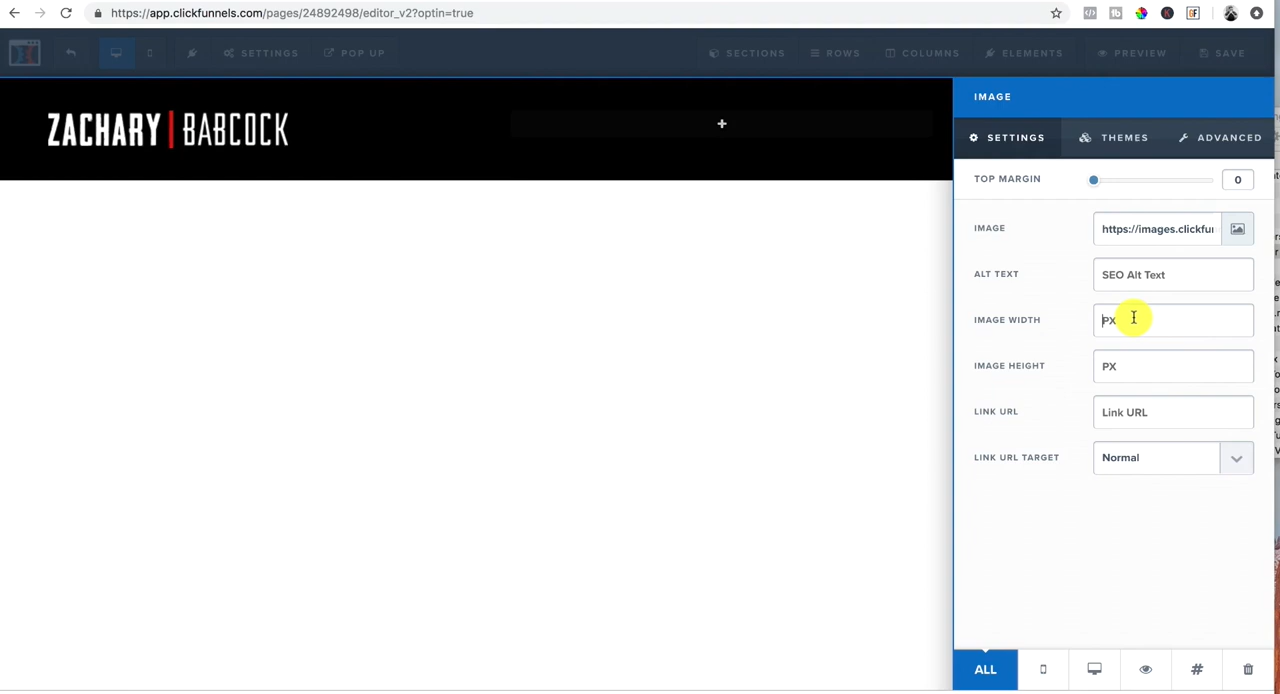 https://app.clickfunnels.com/pages/24892498/editor_v2?optin=true
SETTINGS POP UP SECTIONS ROWS COLUMNS ELEMENTS PREVIEW SAVE
ZACHARY | BABCOCK
+
IMAGE
SETTINGS THEMES ADVANCED
TOP MARGIN 0
IMAGE https://images.clickfu
ALT TEXT SEO Alt Text
IMAGE WIDTH PX
IMAGE HEIGHT PX
LINK URL Link URL
LINK URL TARGET Normal
ALL #